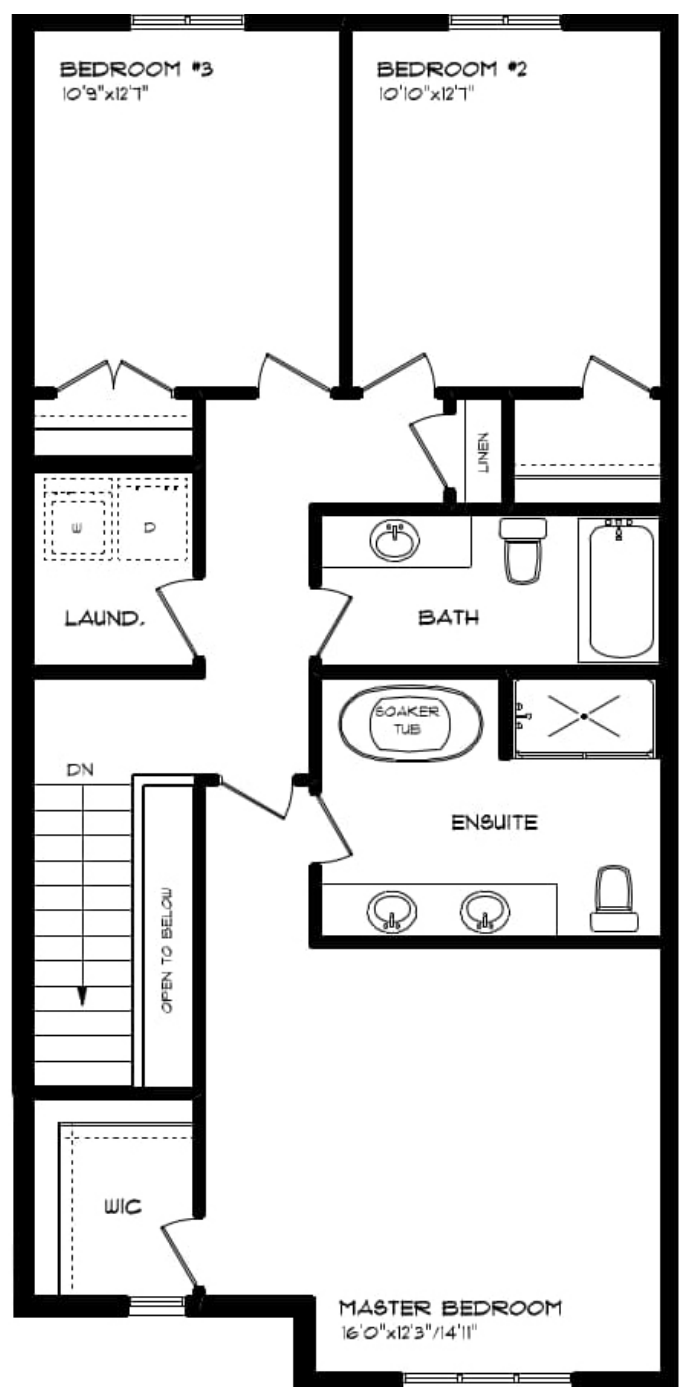 BEDROOM #3
10'9"x12'7"
BEDROOM #2
10'10"x12'7"
LINEN
W
D
LAUND.
BATH
SOAKER
TUB
DN
ENSUITE
OPEN TO BELOW
WIC
MASTER BEDROOM
16'0"x12'3"/14'11"